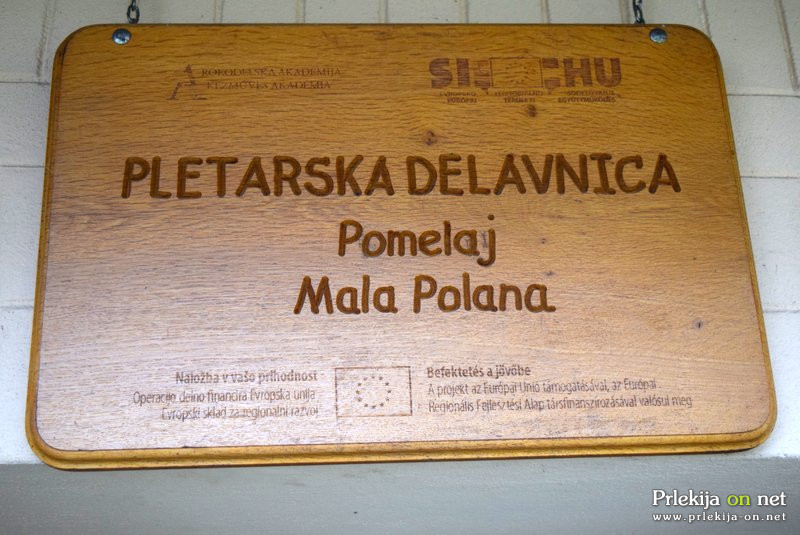 ROKODELSKA AKADEMIJA
KÉZMŰVES AKADÉMIA
SI HU
PLETARSKA DELAVNICA
Pomelaj
Mala Polana
Naložba v vašo prihodnost
Operacijo delno financira Evropska unija
Evropski sklad za regionalni razvoj
Befektetés a jövőbe
A projekt az Európai Unió támogatásával, az Európai
Regionális Fejlesztési Alap társfinanszírozásával valósul meg
Prlekija on net
www.prlekija-on.net